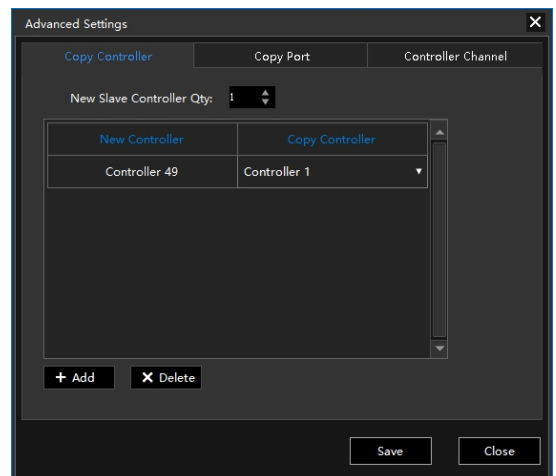 Advanced Settings
Copy Controller Copy Port Controller Channel
New Slave Controller Qty: 1
New Controller Copy Controller
Controller 49 Controller 1
Add Delete
Save Close